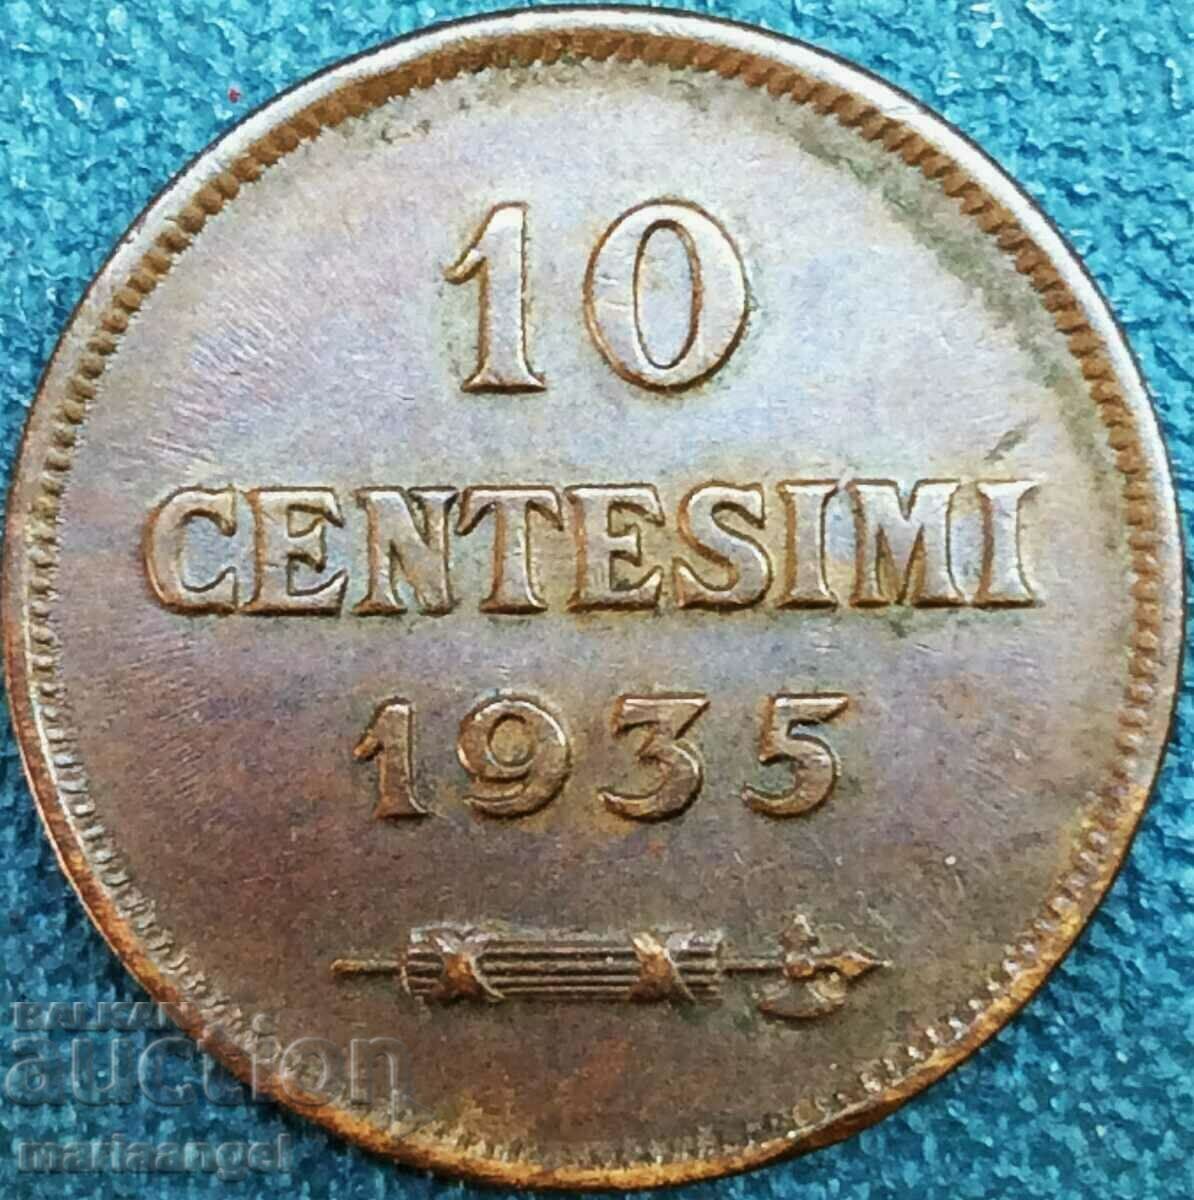 10
CENTESIMI
1935
BALKAN
auction
mariaangel